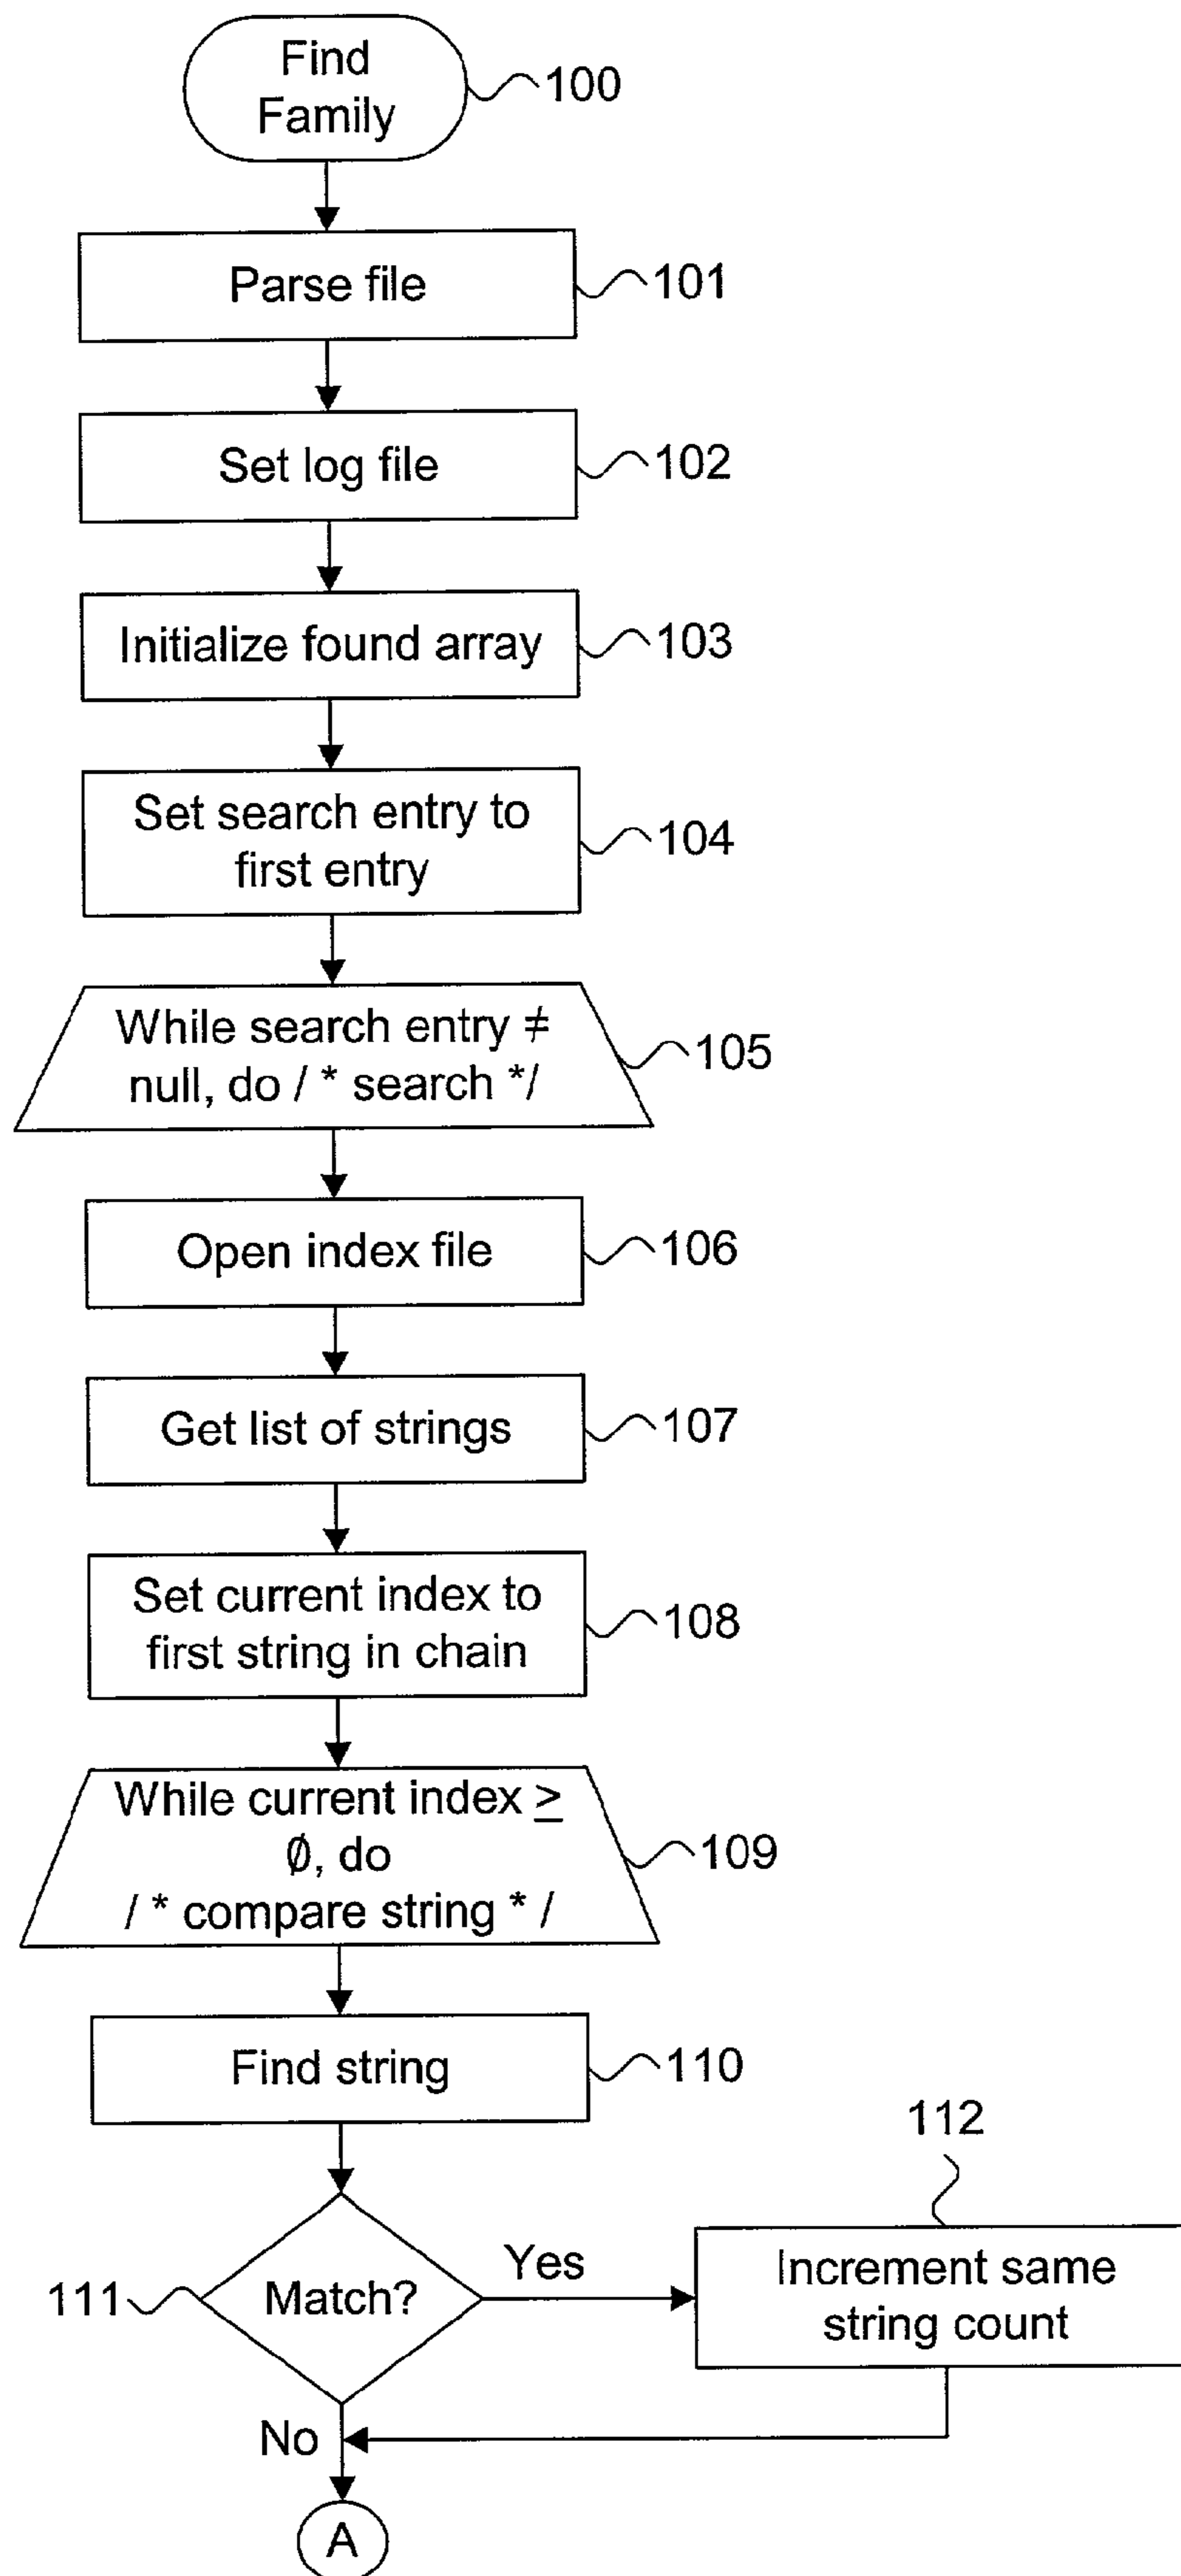 Find
Family
100
Parse file
101
Set log file
102
Initialize found array
103
Set search entry to
first entry
104
While search entry ≠
null, do / * search */
105
Open index file
106
Get list of strings
107
Set current index to
first string in chain
108
While current index ≥
∅, do
/ * compare string * /
109
Find string
110
111
Match?
Yes
112
Increment same
string count
No
A